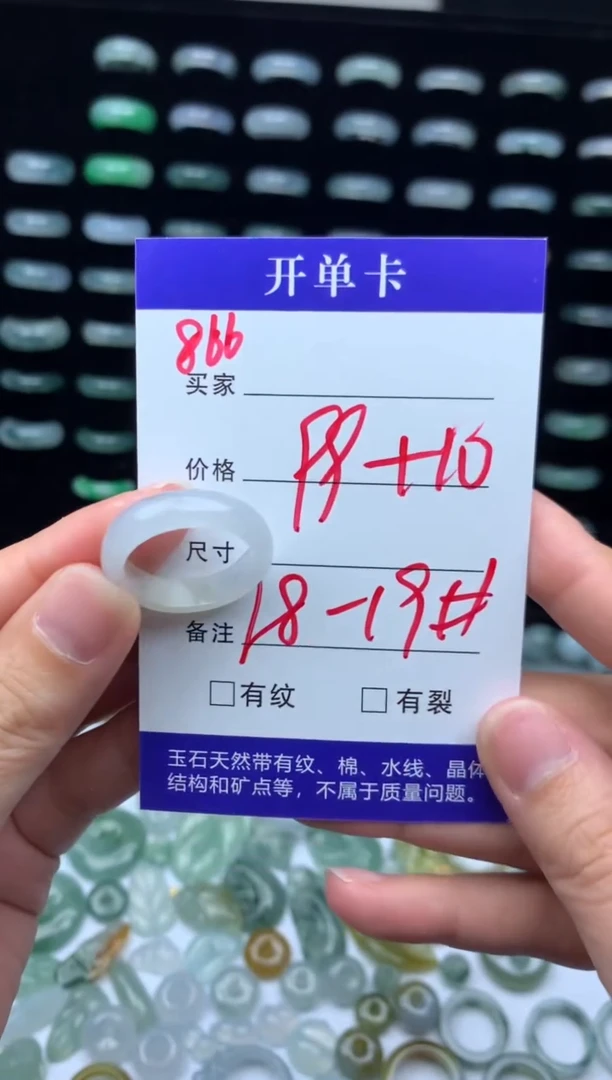 开单卡
866
买家
价格 99+10
尺寸
备注 18-19#
□有纹 □有裂
玉石天然带有纹、棉、水线、晶体
结构和矿点等，不属于质量问题。